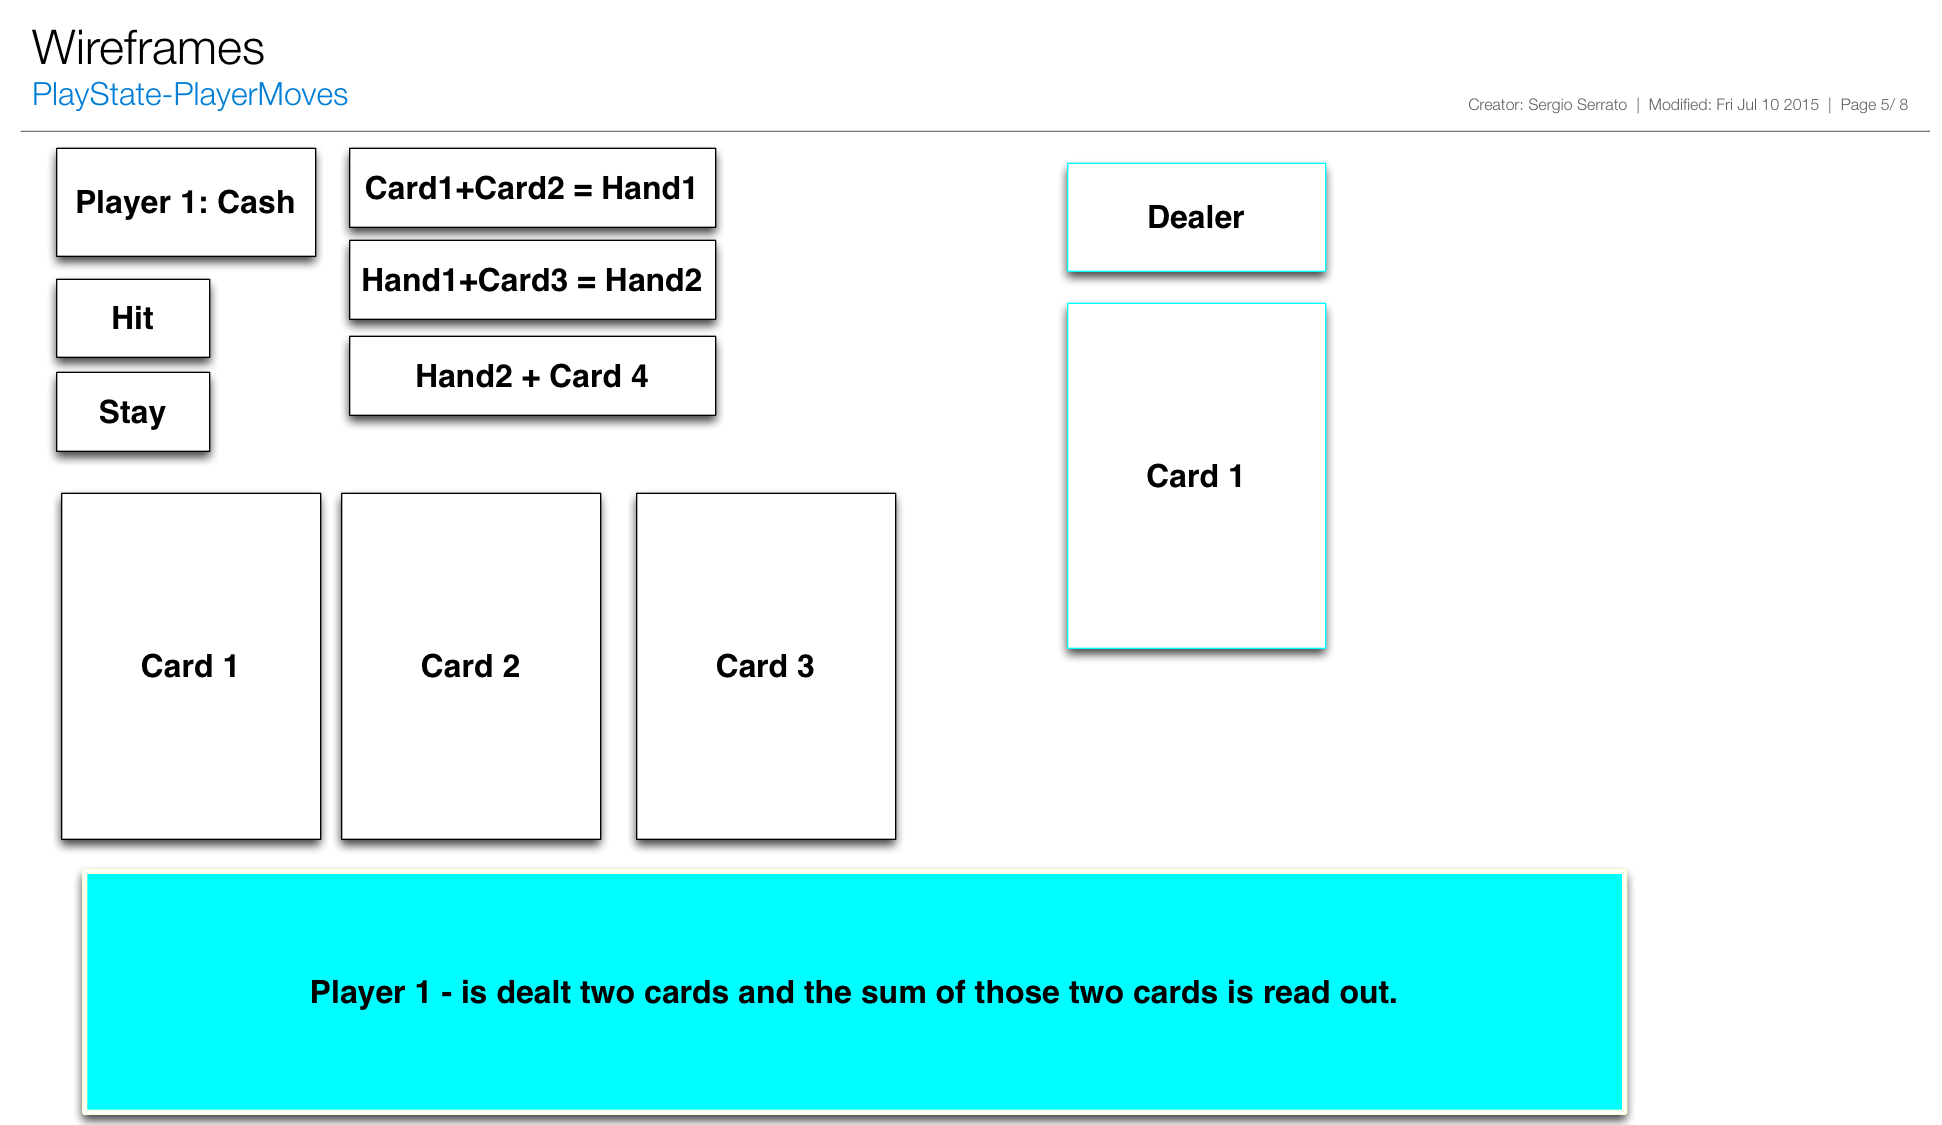 Wireframes
PlayState-PlayerMoves
Creator: Sergio Serrato | Modified: Fri Jul 10 2015 | Page 5/ 8
Player 1: Cash
Hit
Stay
Card1+Card2 = Hand1
Hand1+Card3 = Hand2
Hand2 + Card 4
Dealer
Card 1
Card 1
Card 2
Card 3
Player 1 - is dealt two cards and the sum of those two cards is read out.